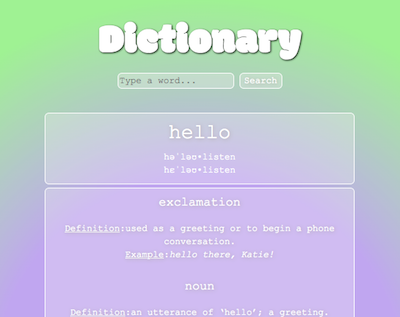 Dictionary
Type a word... Search
hello
həˈləʊ•listen
hɛˈləʊ•listen
exclamation
Definition:used as a greeting or to begin a phone
conversation.
Example:hello there, Katie!
noun
Definition:an utterance of ‘hello’; a greeting.